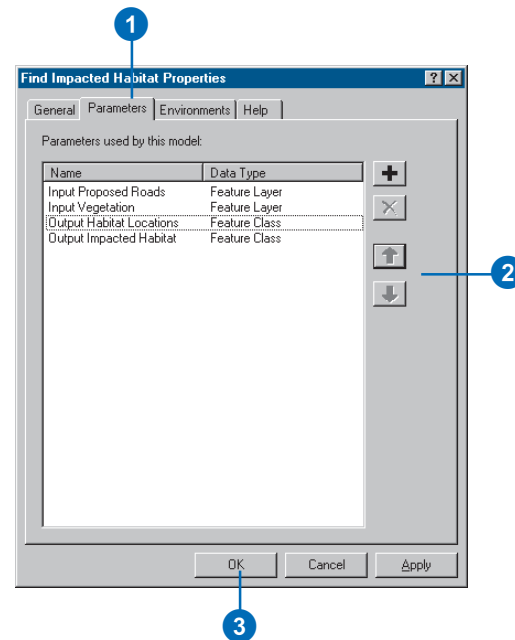 1
Find Impacted Habitat Properties
General Parameters Environments Help
Parameters used by this model:
Name Data Type
Input Proposed Roads Feature Layer
Input Vegetation Feature Layer
Output Habitat Locations Feature Class
Output Impacted Habitat Feature Class
2
OK Cancel Apply
3